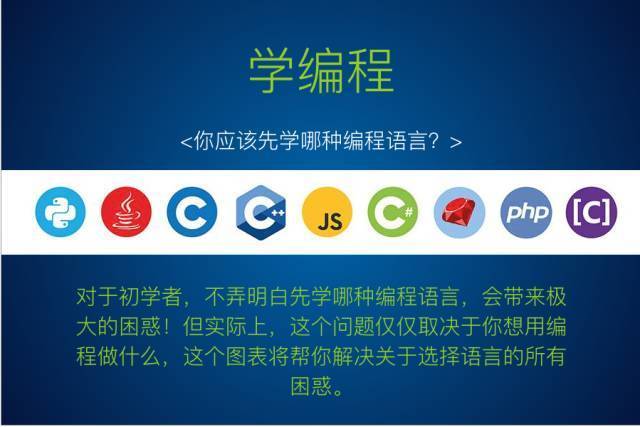 学编程
<你应该先学哪种编程语言？>
C C++ JS C# php [C]
对于初学者，不弄明白先学哪种编程语言，会带来极
大的困惑！但实际上，这个问题仅仅取决于你想用编
程做什么，这个图表将帮你解决关于选择语言的所有
困惑。